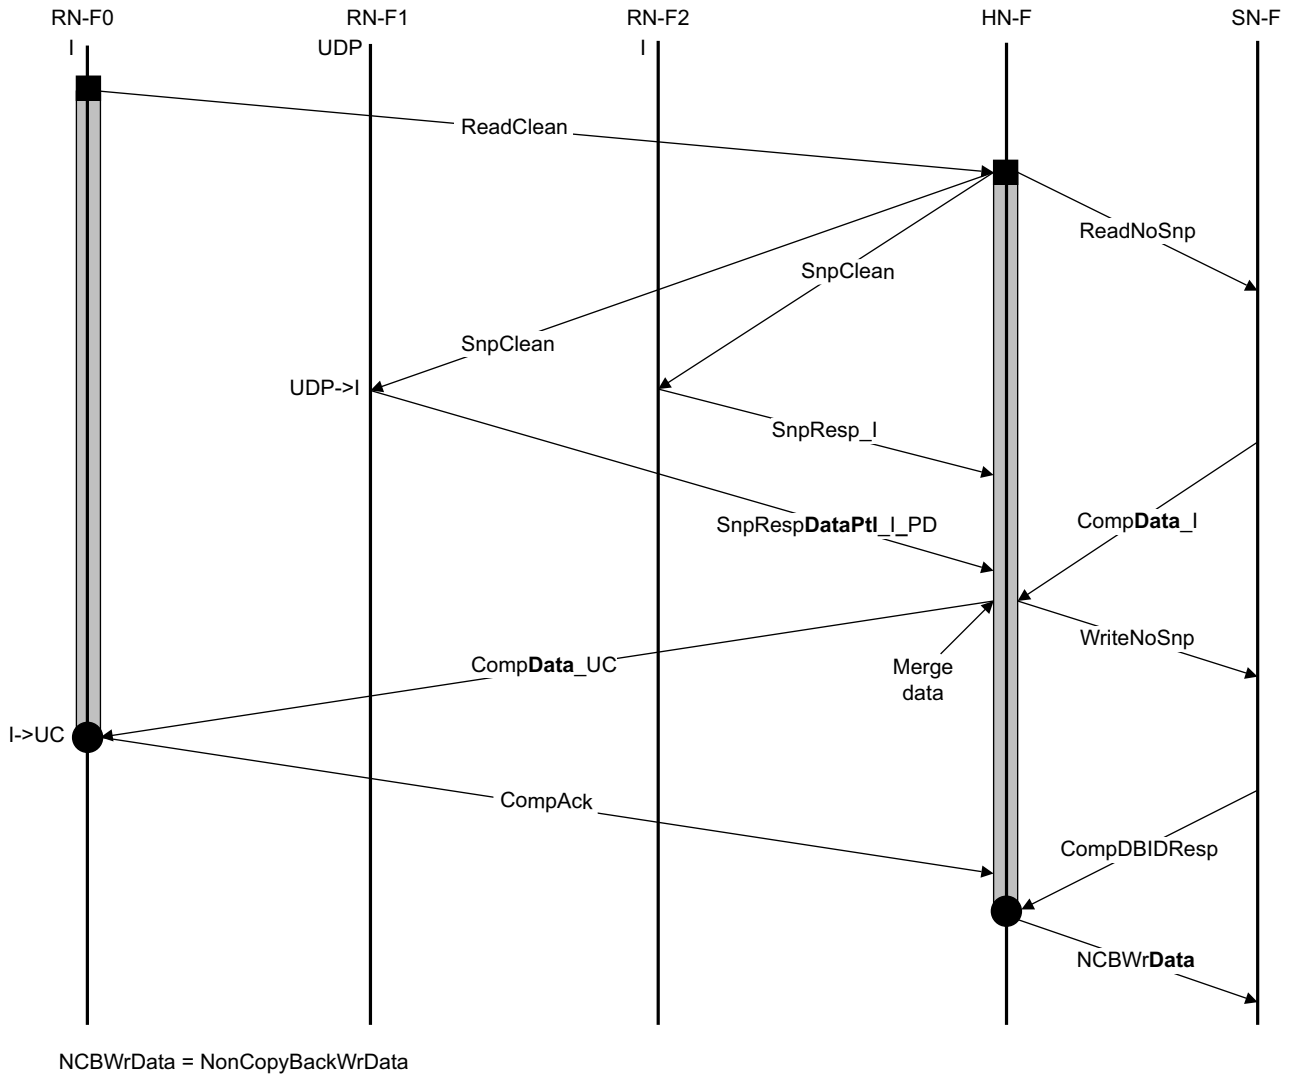 RN-F0 RN-F1 RN-F2 HN-F SN-F
I UDP I
ReadClean
ReadNoSnp
SnpClean
SnpClean
UDP->I
SnpResp_I
SnpRespDataPtl_I_PD
CompData_I
WriteNoSnp
CompData_UC
Merge
data
I->UC
CompAck
CompDBIDResp
NCBWrData
NCBWrData = NonCopyBackWrData